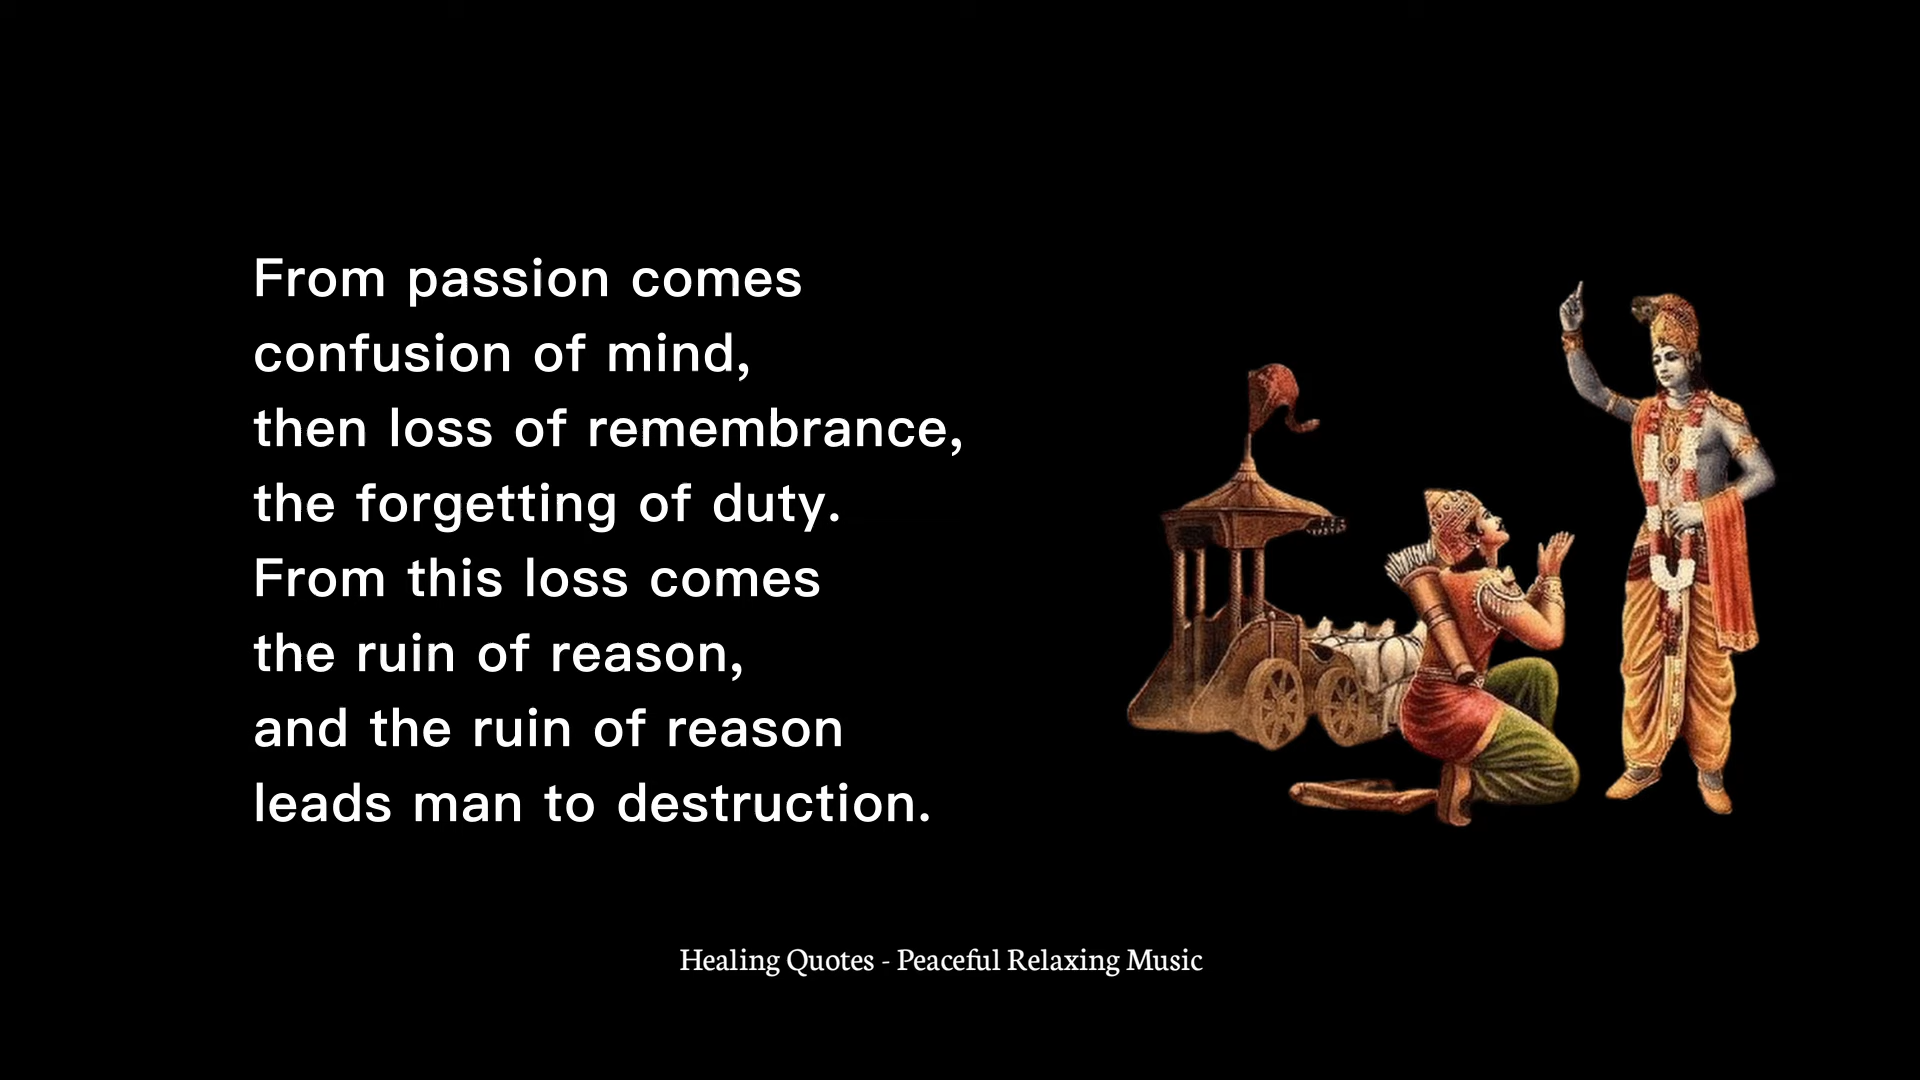 From passion comes
confusion of mind,
then loss of remembrance,
the forgetting of duty.
From this loss comes
the ruin of reason,
and the ruin of reason
leads man to destruction.
Healing Quotes - Peaceful Relaxing Music